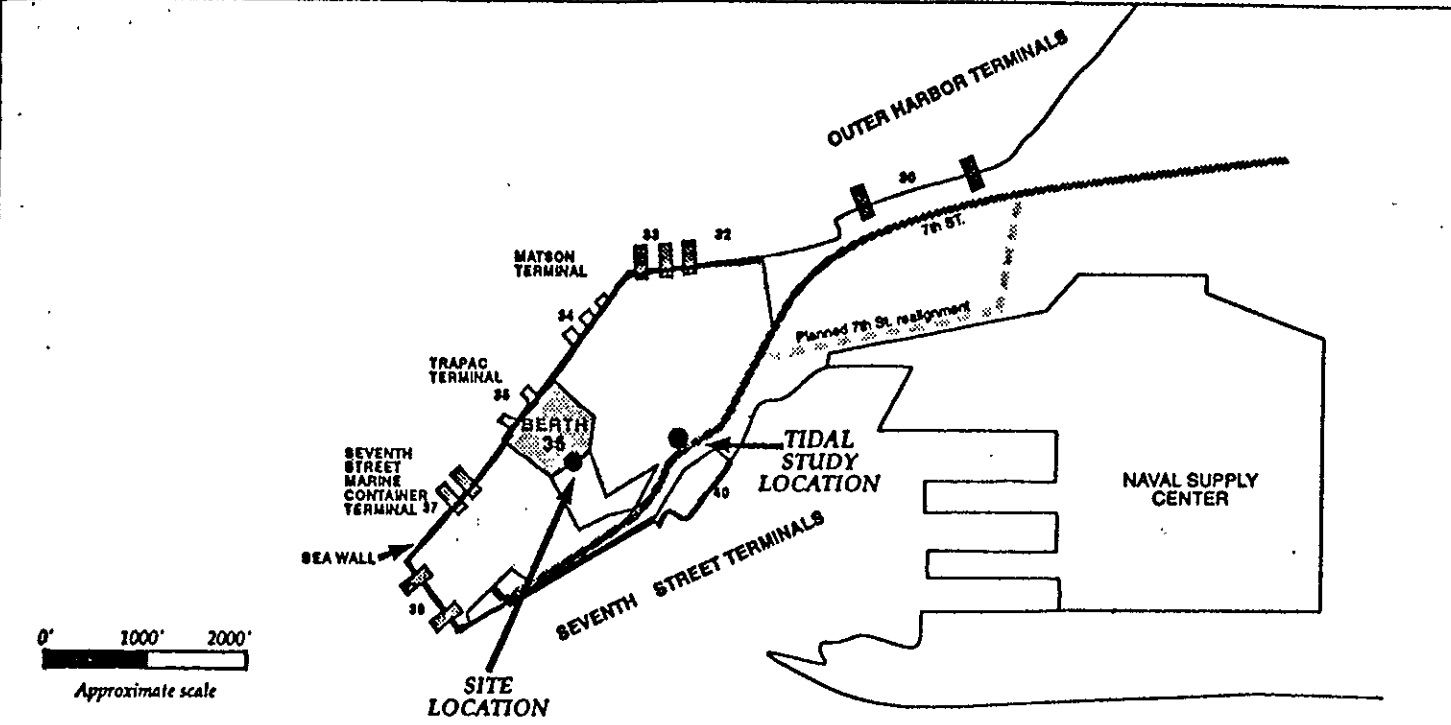 OUTER HARBOR TERMINALS
30
7th ST.
33
32
MATSON
TERMINAL
34
Planned 7th St. realignment
TRAPAC
TERMINAL
35
BERTH
35
TIDAL
STUDY
LOCATION
SEVENTH
STREET
MARINE
CONTAINER
TERMINAL
37
40
NAVAL SUPPLY
CENTER
SEA WALL
SEVENTH STREET TERMINALS
0' 1000' 2000'
Approximate scale
SITE
LOCATION